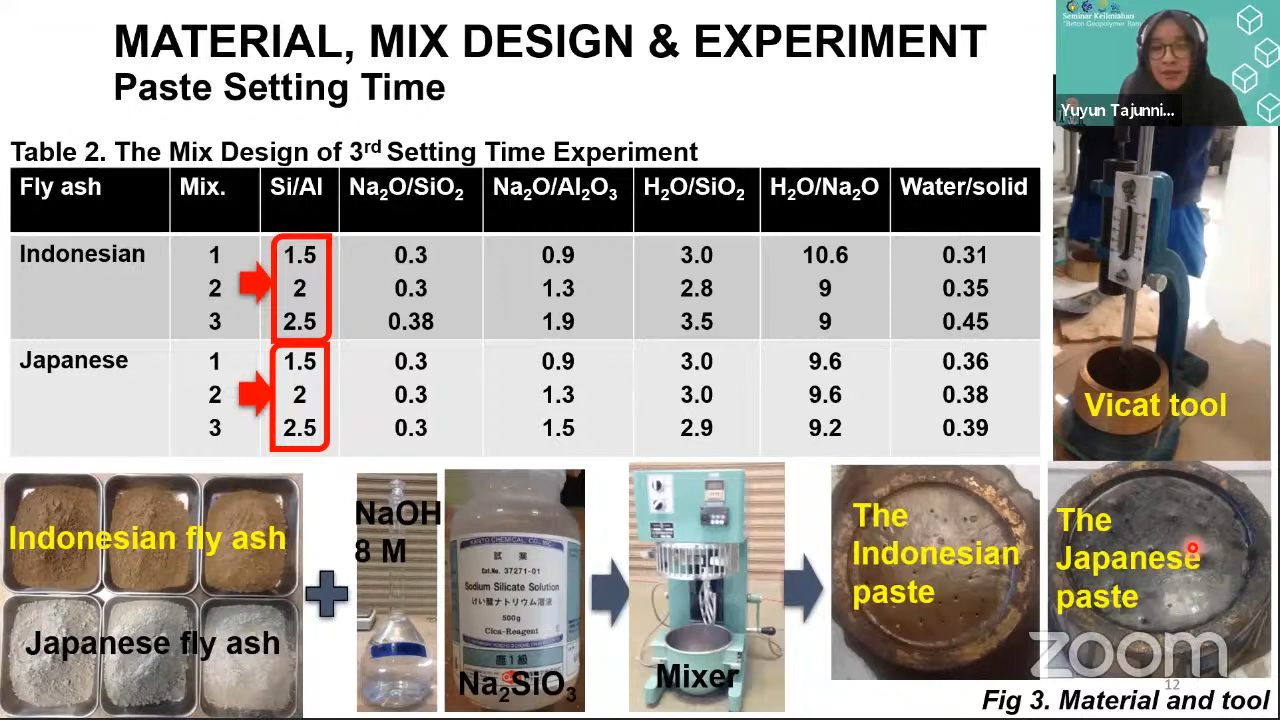 MATERIAL, MIX DESIGN & EXPERIMENT
Paste Setting Time
Seminar Keilmiahan
Yuyun Tajunni...
Table 2. The Mix Design of 3rd Setting Time Experiment
Fly ash Mix. Si/Al Na2O/SiO2 Na2O/Al2O3 H2O/SiO2 H2O/Na2O Water/solid
Indonesian 1 1.5 0.3 0.9 3.0 10.6 0.31
2 2 0.3 1.3 2.8 9 0.35
3 2.5 0.38 1.9 3.5 9 0.45
Japanese 1 1.5 0.3 0.9 3.0 9.6 0.36
2 2 0.3 1.3 3.0 9.6 0.38
3 2.5 0.3 1.5 2.9 9.2 0.39
Vicat tool
Indonesian fly ash
Japanese fly ash
NaOH
8 M
KANTO CHEMICAL CO., INC.
試薬
Cat.No. 37271-01
Sodium Silicate Solution
けい酸ナトリウム溶液
500g
Cica-Reagent
鹿1級
Na2SiO3
Mixer
The
Indonesian
paste
The
Japanese
paste
zoom
12
Fig 3. Material and tool